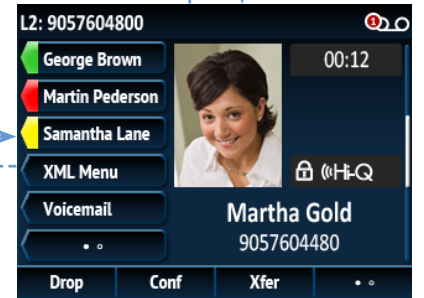 L2: 9057604800
1
George Brown
00:12
Martin Pederson
Samantha Lane
XML Menu
Hi-Q
Voicemail
Martha Gold
9057604480
Drop Conf Xfer